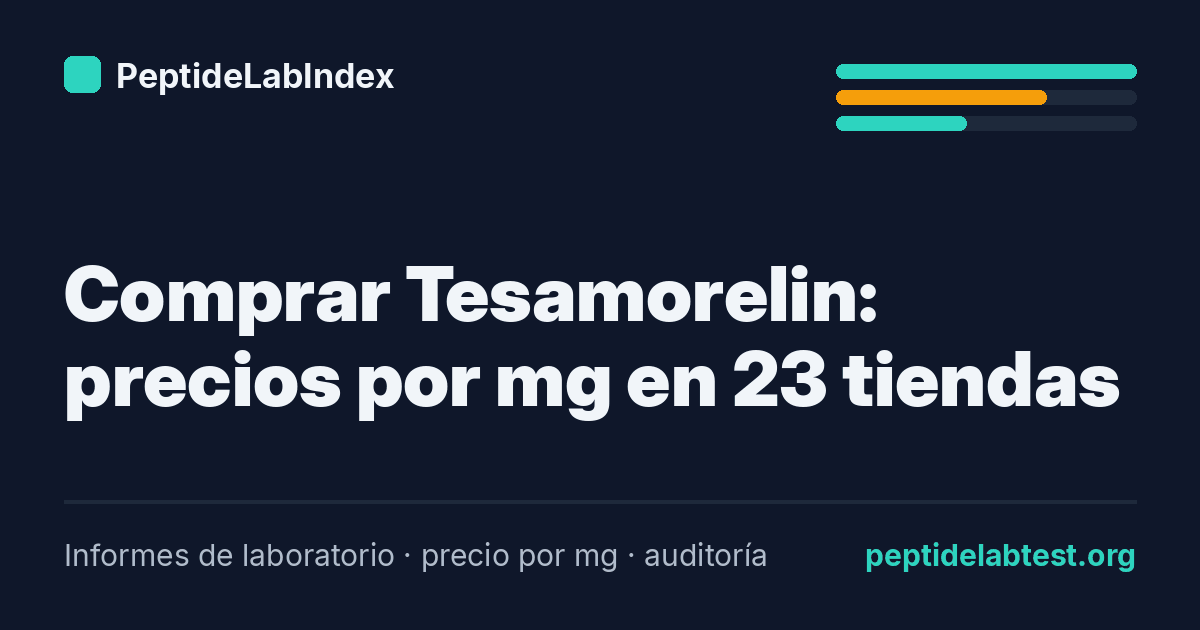 PeptideLabIndex
Comprar Tesamorelin:
precios por mg en 23 tiendas
Informes de laboratorio · precio por mg · auditoría
peptidelabtest.org